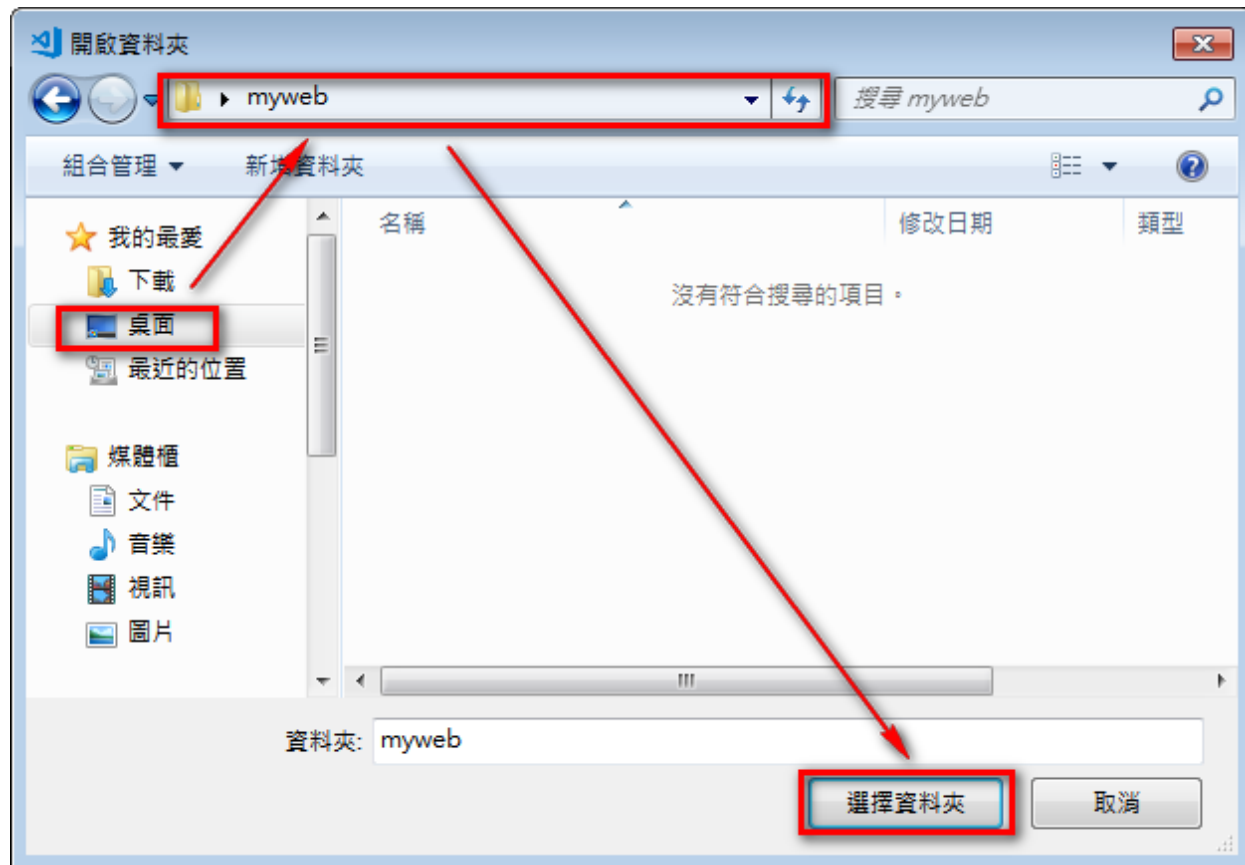 開啟資料夾
myweb
搜尋 myweb
組合管理
新增資料夾
我的最愛
下載
桌面
最近的位置
媒體櫃
文件
音樂
視訊
圖片
名稱
修改日期
類型
沒有符合搜尋的項目。
資料夾: myweb
選擇資料夾
取消